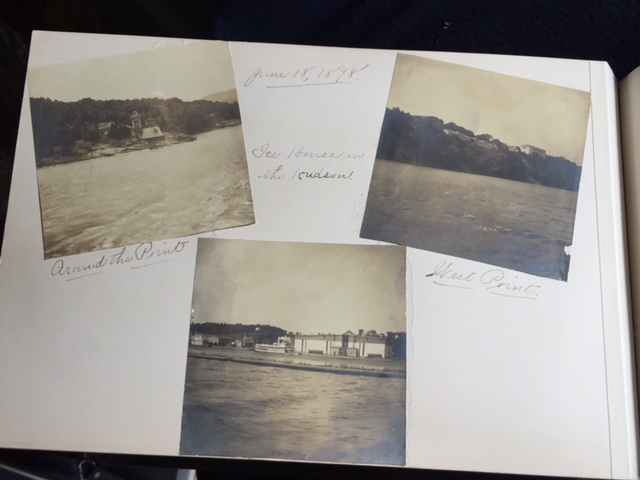 June 18, 1898.
Ice Houses on
the Hudson.
Around the Point
West Point.